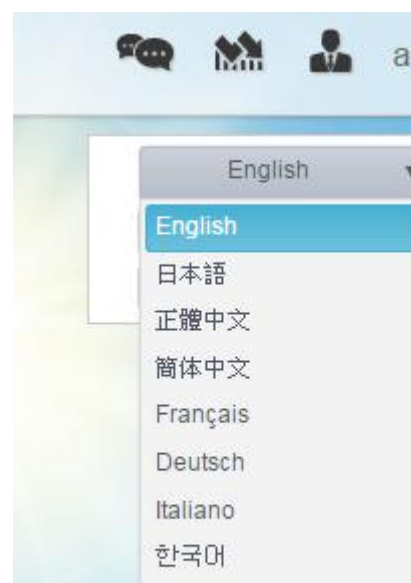 a
English
English
日本語
正體中文
簡体中文
Français
Deutsch
Italiano
한국어